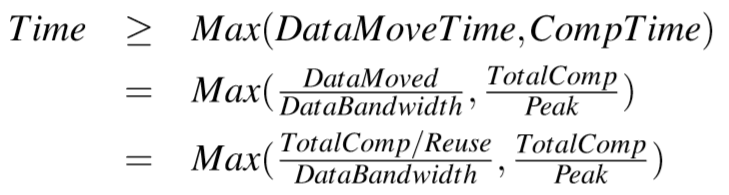 Time ≥ Max(DataMoveTime,CompTime)
= Max(DataMoved/DataBandwidth, TotalComp/Peak)
= Max((TotalComp/Reuse)/DataBandwidth, TotalComp/Peak)